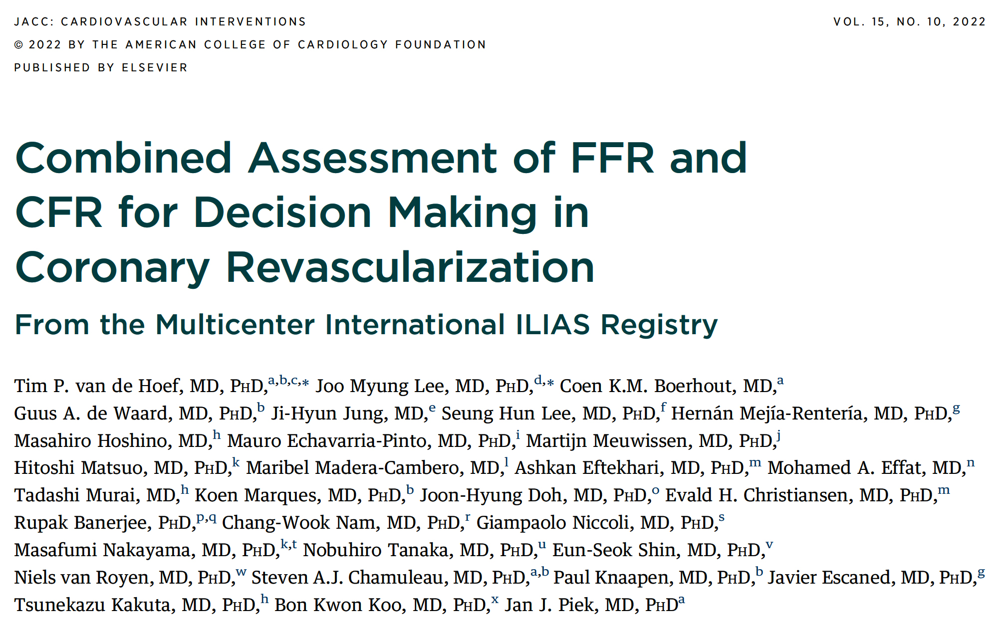 JACC: CARDIOVASCULAR INTERVENTIONS VOL. 15, NO. 10, 2022
© 2022 BY THE AMERICAN COLLEGE OF CARDIOLOGY FOUNDATION
PUBLISHED BY ELSEVIER
Combined Assessment of FFR and
CFR for Decision Making in
Coronary Revascularization
From the Multicenter International ILIAS Registry
Tim P. van de Hoef, MD, PHD,a,b,c,* Joo Myung Lee, MD, PHD,d,* Coen K.M. Boerhout, MD,a
Guus A. de Waard, MD, PHD,b Ji-Hyun Jung, MD,e Seung Hun Lee, MD, PHD,f Hernán Mejía-Rentería, MD, PHD,g
Masahiro Hoshino, MD,h Mauro Echavarria-Pinto, MD, PHD,i Martijn Meuwissen, MD, PHD,j
Hitoshi Matsuo, MD, PHD,k Maribel Madera-Cambero, MD,l Ashkan Eftekhari, MD, PHD,m Mohamed A. Effat, MD,n
Tadashi Murai, MD,h Koen Marques, MD, PHD,b Joon-Hyung Doh, MD, PHD,o Evald H. Christiansen, MD, PHD,m
Rupak Banerjee, PHD,p,q Chang-Wook Nam, MD, PHD,r Giampaolo Niccoli, MD, PHD,s
Masafumi Nakayama, MD, PHD,k,t Nobuhiro Tanaka, MD, PHD,u Eun-Seok Shin, MD, PHD,v
Niels van Royen, MD, PHD,w Steven A.J. Chamuleau, MD, PHD,a,b Paul Knaapen, MD, PHD,b Javier Escaned, MD, PHD,g
Tsunekazu Kakuta, MD, PHD,h Bon Kwon Koo, MD, PHD,x Jan J. Piek, MD, PHDa